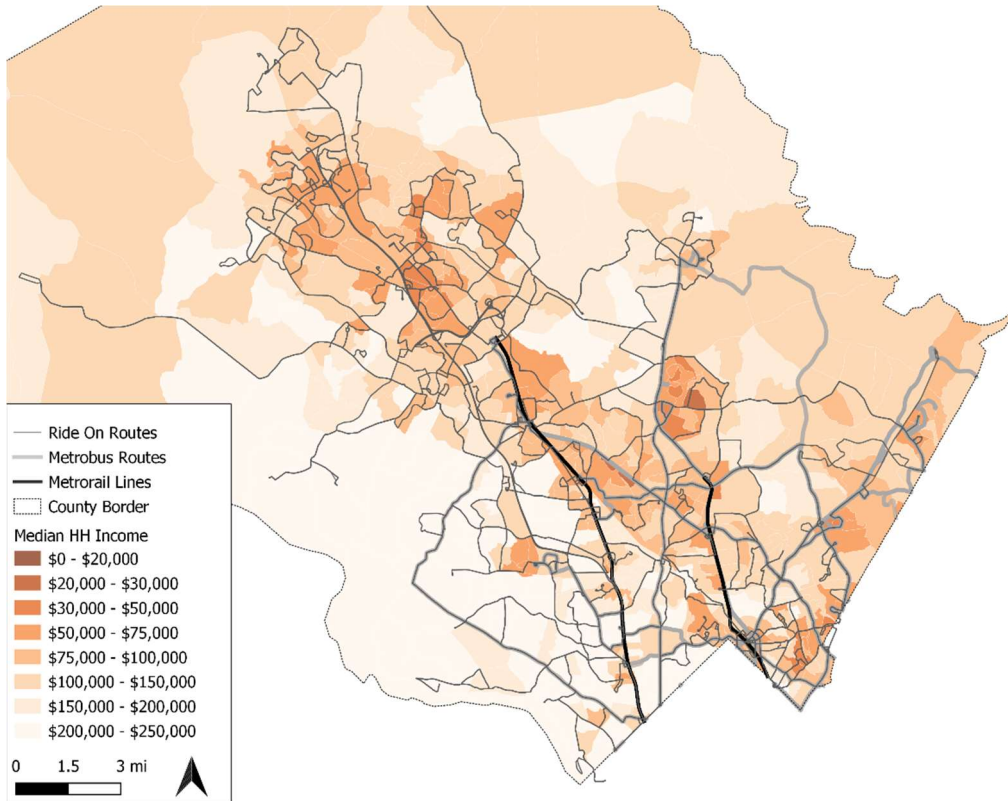 Ride On Routes
Metrobus Routes
Metrorail Lines
County Border
Median HH Income
$0 - $20,000
$20,000 - $30,000
$30,000 - $50,000
$50,000 - $75,000
$75,000 - $100,000
$100,000 - $150,000
$150,000 - $200,000
$200,000 - $250,000
0 1.5 3 mi